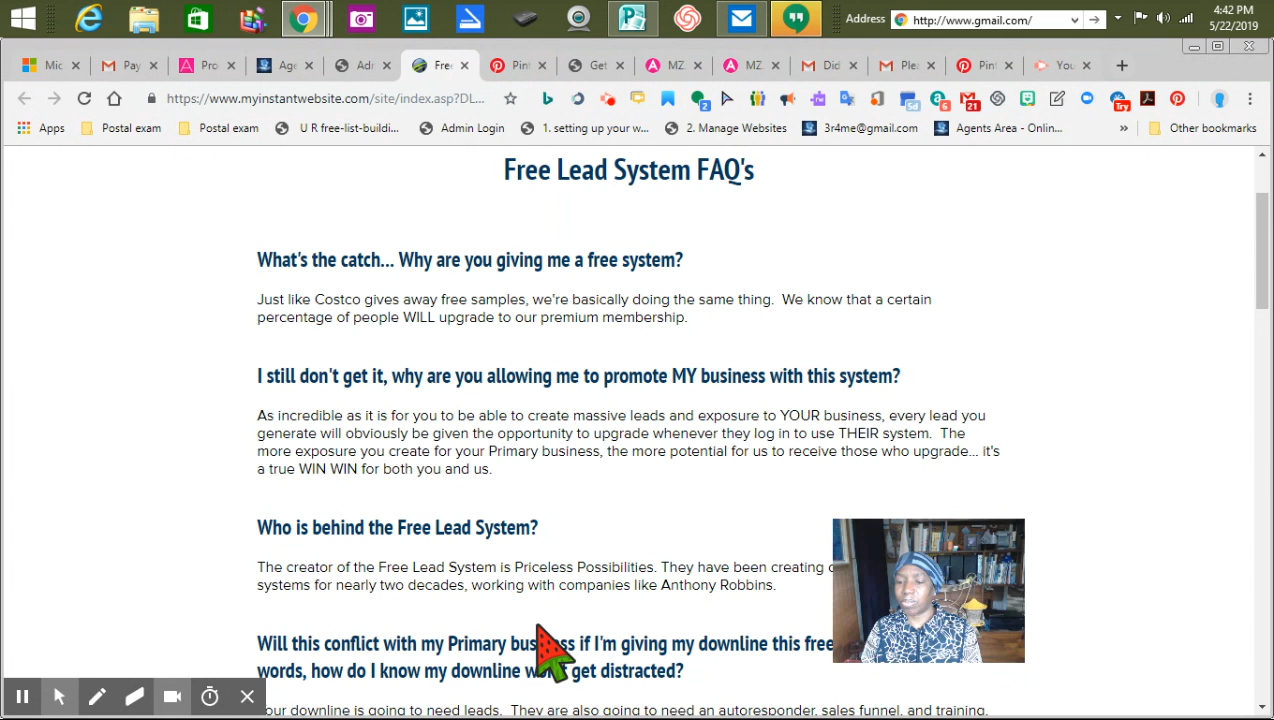 Address
http://www.gmail.com/
4:42 PM
5/22/2019
Mic
Pay
Pro
Age
Adr
Free
Pint
Get
MZ
MZ
Did
Plea
Pint
You
https://www.myinstantwebsite.com/site/index.asp?DL...
2
5d
6
21
Try
Apps
Postal exam
Postal exam
U R free-list-buildi...
Admin Login
1. setting up your w...
2. Manage Websites
3r4me@gmail.com
Agents Area - Onlin...
»
Other bookmarks
Free Lead System FAQ's
What's the catch... Why are you giving me a free system?
Just like Costco gives away free samples, we're basically doing the same thing. We know that a certain
percentage of people WILL upgrade to our premium membership.
I still don't get it, why are you allowing me to promote MY business with this system?
As incredible as it is for you to be able to create massive leads and exposure to YOUR business, every lead you
generate will obviously be given the opportunity to upgrade whenever they log in to use THEIR system. The
more exposure you create for your Primary business, the more potential for us to receive those who upgrade... it's
a true WIN WIN for both you and us.
Who is behind the Free Lead System?
The creator of the Free Lead System is Priceless Possibilities. They have been creating
systems for nearly two decades, working with companies like Anthony Robbins.
Will this conflict with my Primary business if I'm giving my downline this free
words, how do I know my downline get distracted?
Your downline is going to need leads. They are also going to need an autoresponder, sales funnel, and training.